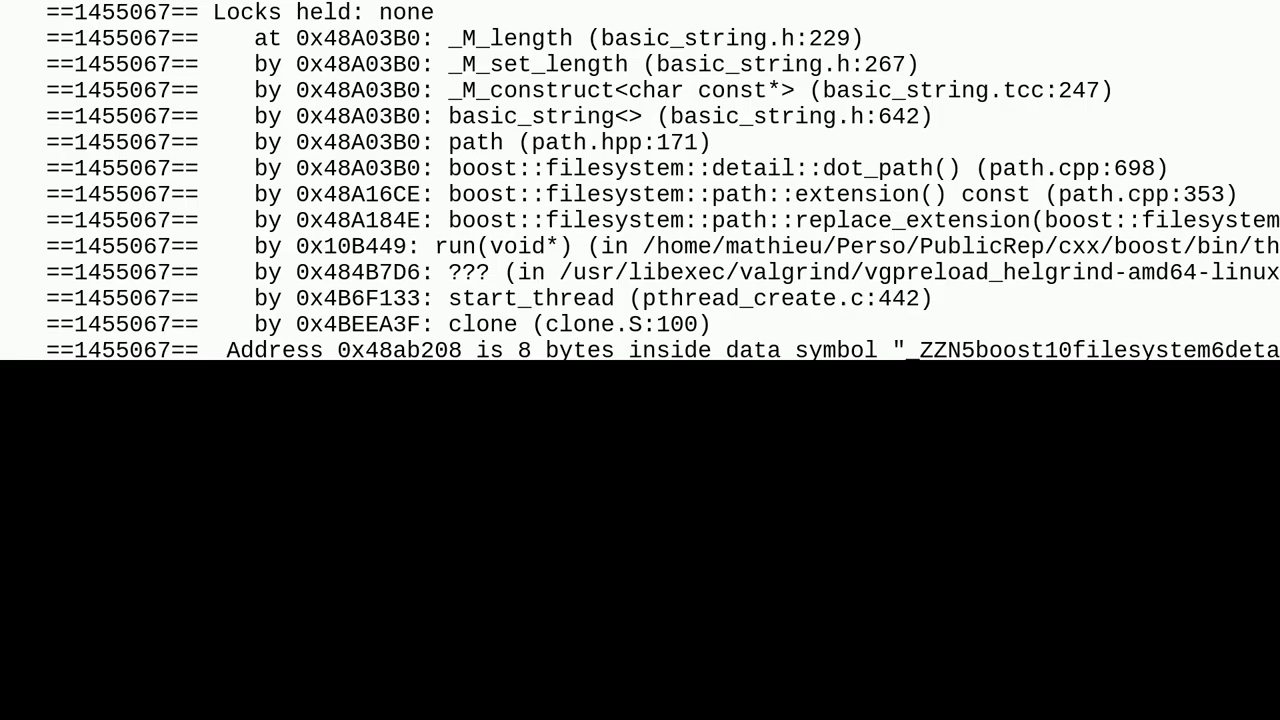 ==1455067== Locks held: none
==1455067==    at 0x48A03B0: _M_length (basic_string.h:229)
==1455067==    by 0x48A03B0: _M_set_length (basic_string.h:267)
==1455067==    by 0x48A03B0: _M_construct<char const*> (basic_string.tcc:247)
==1455067==    by 0x48A03B0: basic_string<> (basic_string.h:642)
==1455067==    by 0x48A03B0: path (path.hpp:171)
==1455067==    by 0x48A03B0: boost::filesystem::detail::dot_path() (path.cpp:698)
==1455067==    by 0x48A16CE: boost::filesystem::path::extension() const (path.cpp:353)
==1455067==    by 0x48A184E: boost::filesystem::path::replace_extension(boost::filesystem
==1455067==    by 0x10B449: run(void*) (in /home/mathieu/Perso/PublicRep/cxx/boost/bin/th
==1455067==    by 0x484B7D6: ??? (in /usr/libexec/valgrind/vgpreload_helgrind-amd64-linux
==1455067==    by 0x4B6F133: start_thread (pthread_create.c:442)
==1455067==    by 0x4BEEA3F: clone (clone.S:100)
==1455067==  Address 0x48ab208 is 8 bytes inside data symbol "_ZZN5boost10filesystem6deta